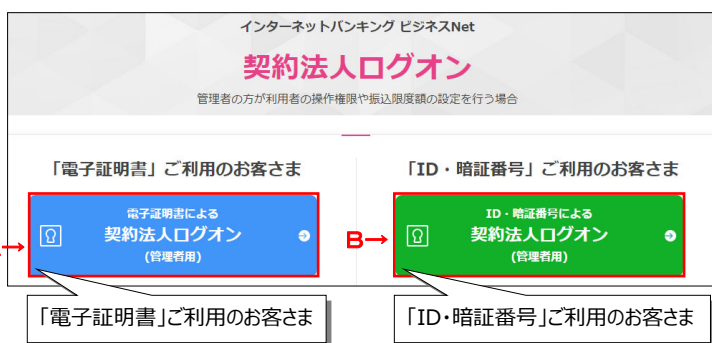 インターネットバンキング ビジネスNet
契約法人ログオン
管理者の方が利用者の操作権限や振込限度額の設定を行う場合
「電子証明書」ご利用のお客さま
電子証明書による
契約法人ログオン
(管理者用)
「電子証明書」ご利用のお客さま
「ID・暗証番号」ご利用のお客さま
B→
ID・暗証番号による
契約法人ログオン
(管理者用)
「ID・暗証番号」ご利用のお客さま